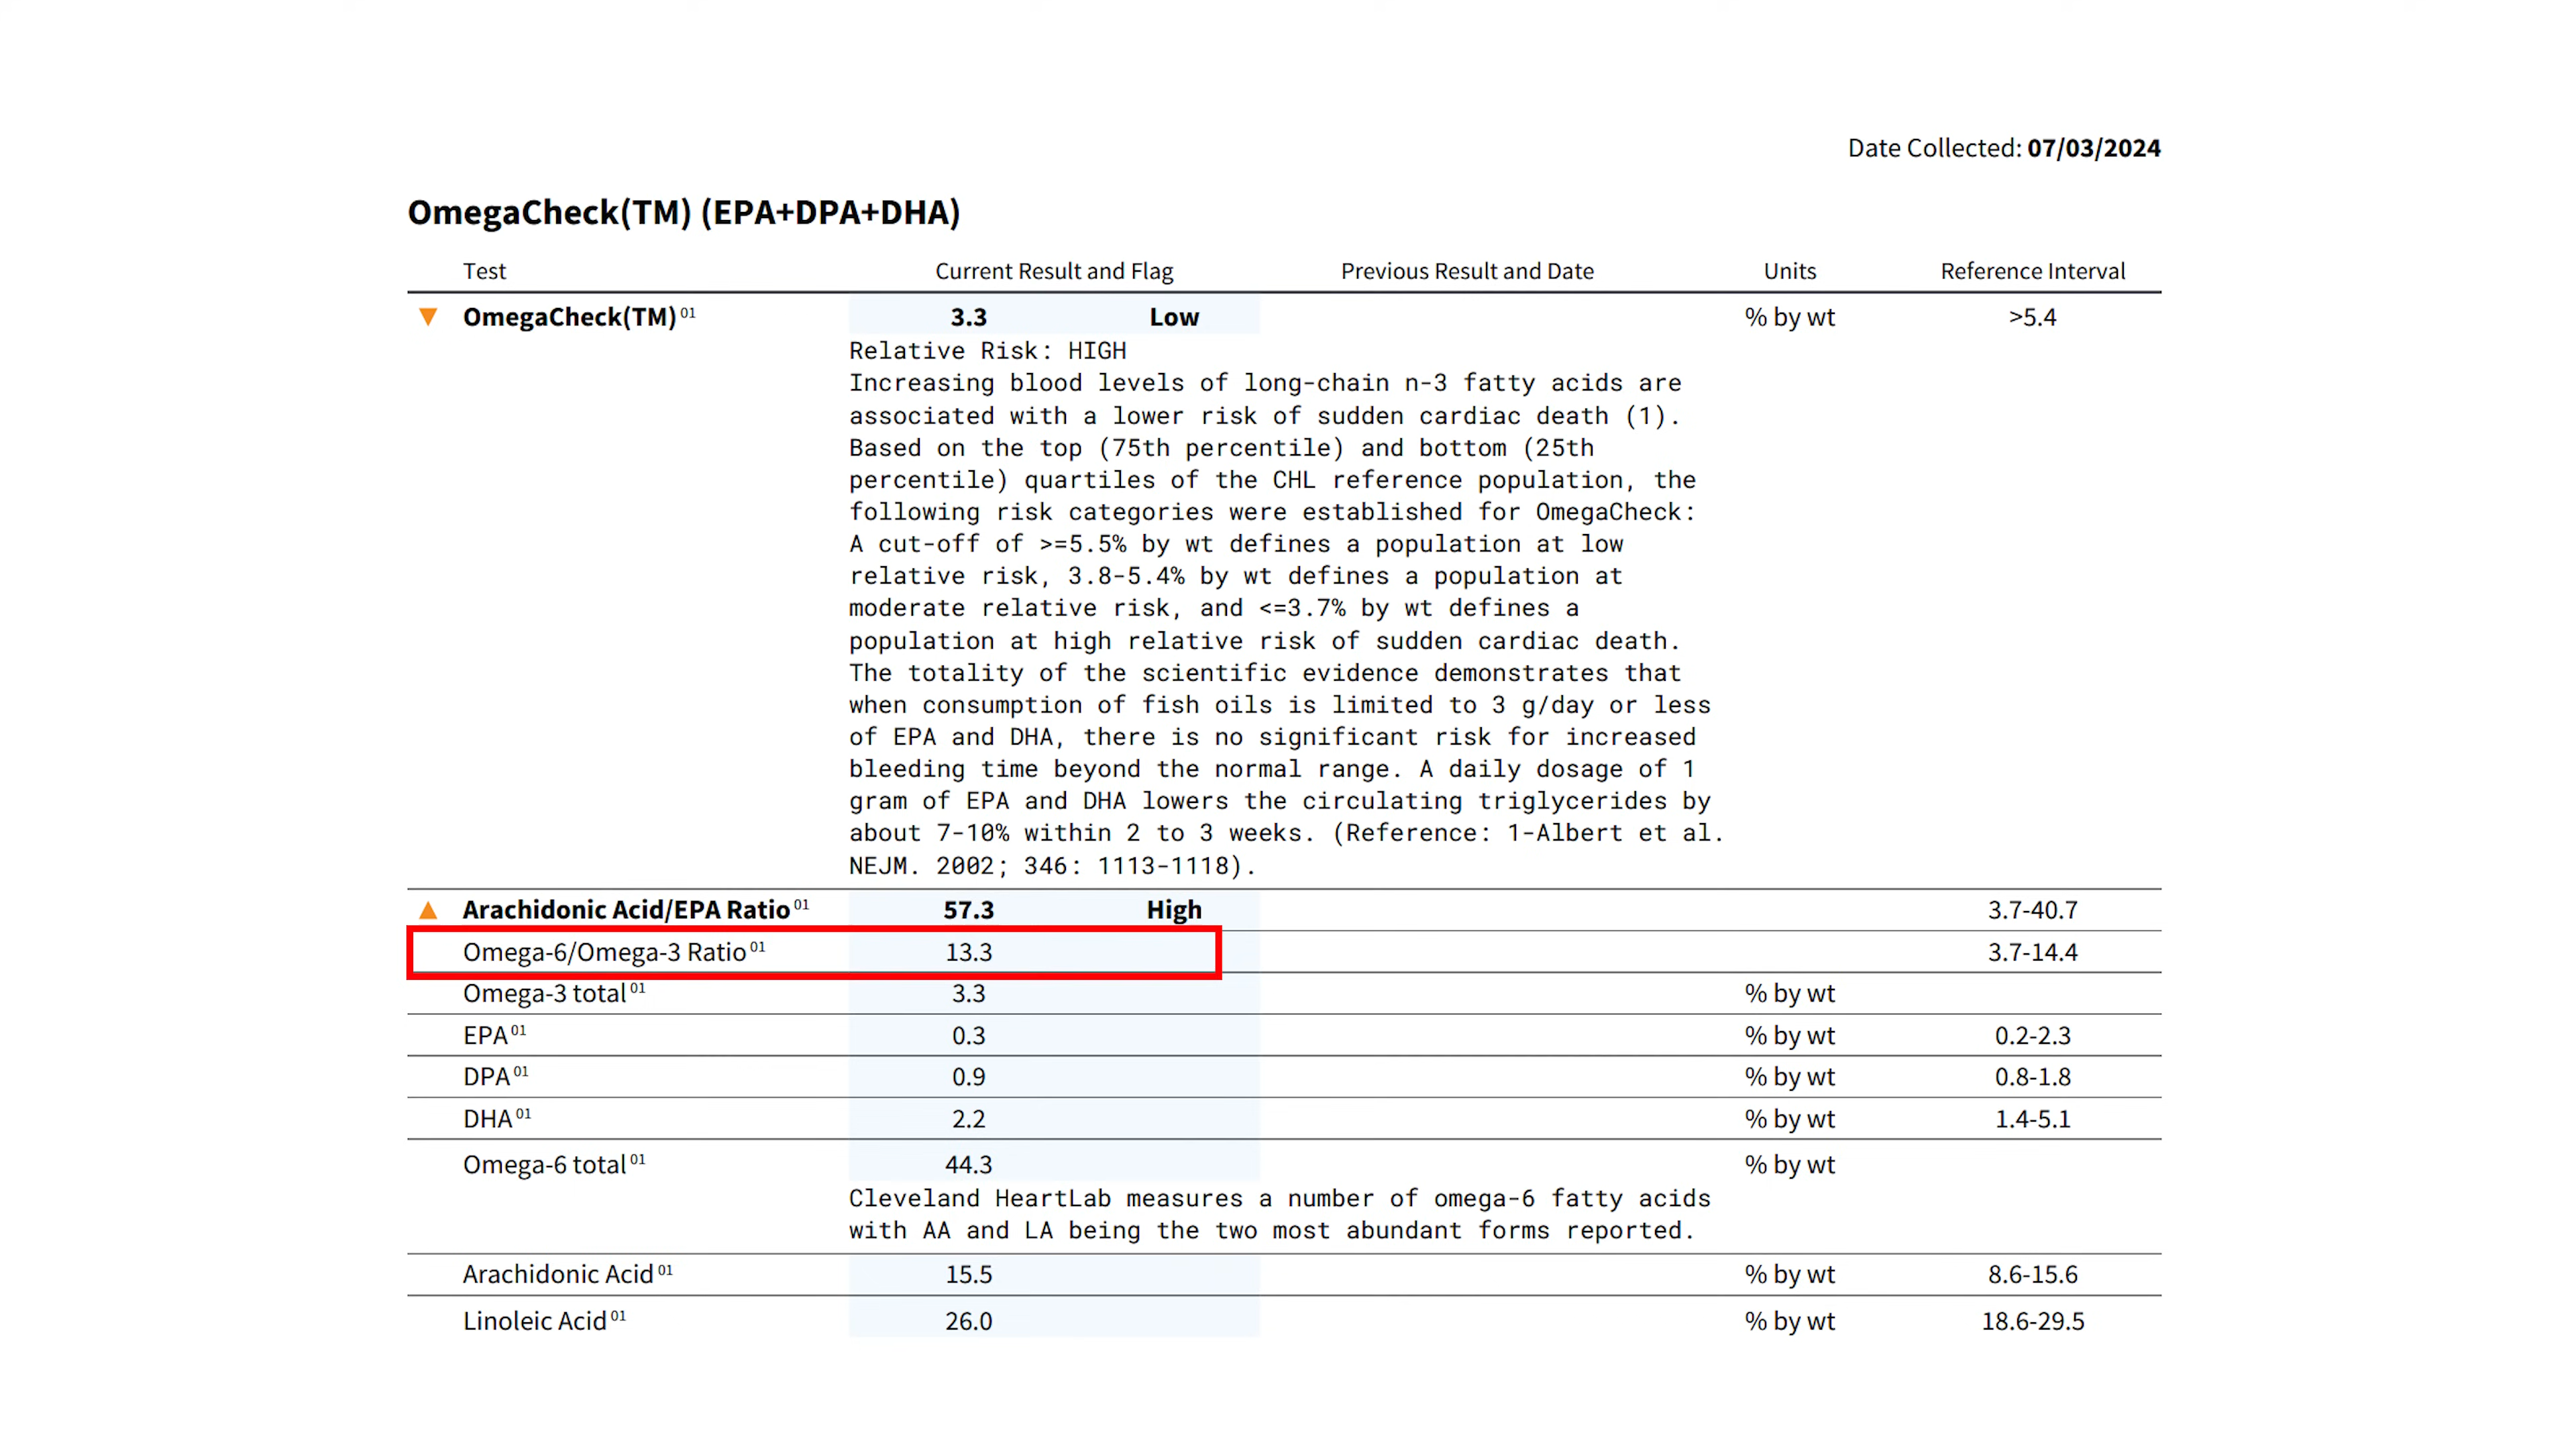 Date Collected: 07/03/2024
OmegaCheck(TM) (EPA+DPA+DHA)
Test Current Result and Flag Previous Result and Date Units Reference Interval
▼ OmegaCheck(TM) 01 3.3 Low % by wt >5.4
Relative Risk: HIGH
Increasing blood levels of long-chain n-3 fatty acids are
associated with a lower risk of sudden cardiac death (1).
Based on the top (75th percentile) and bottom (25th
percentile) quartiles of the CHL reference population, the
following risk categories were established for OmegaCheck:
A cut-off of >=5.5% by wt defines a population at low
relative risk, 3.8-5.4% by wt defines a population at
moderate relative risk, and <=3.7% by wt defines a
population at high relative risk of sudden cardiac death.
The totality of the scientific evidence demonstrates that
when consumption of fish oils is limited to 3 g/day or less
of EPA and DHA, there is no significant risk for increased
bleeding time beyond the normal range. A daily dosage of 1
gram of EPA and DHA lowers the circulating triglycerides by
about 7-10% within 2 to 3 weeks. (Reference: 1-Albert et al.
NEJM. 2002; 346: 1113-1118).
▲ Arachidonic Acid/EPA Ratio 01 57.3 High 3.7-40.7
Omega-6/Omega-3 Ratio 01 13.3 3.7-14.4
Omega-3 total 01 3.3 % by wt
EPA 01 0.3 % by wt 0.2-2.3
DPA 01 0.9 % by wt 0.8-1.8
DHA 01 2.2 % by wt 1.4-5.1
Omega-6 total 01 44.3 % by wt
Cleveland HeartLab measures a number of omega-6 fatty acids
with AA and LA being the two most abundant forms reported.
Arachidonic Acid 01 15.5 % by wt 8.6-15.6
Linoleic Acid 01 26.0 % by wt 18.6-29.5